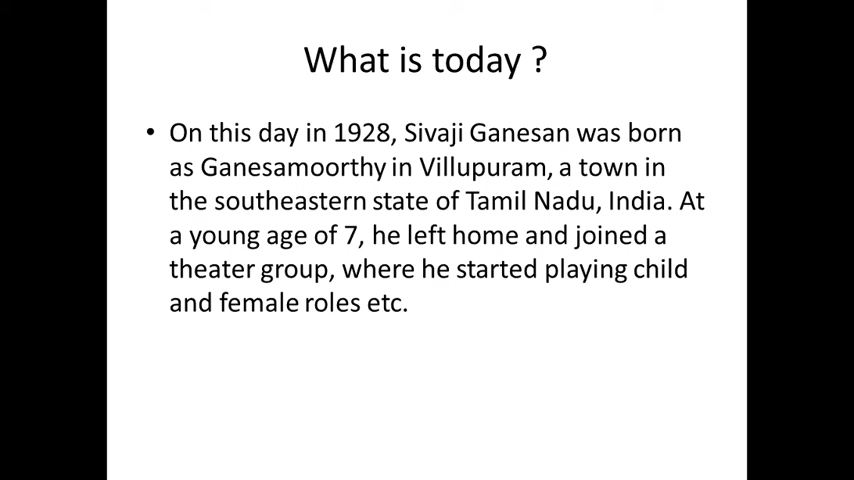 What is today ?
• On this day in 1928, Sivaji Ganesan was born
as Ganesamoorthy in Villupuram, a town in
the southeastern state of Tamil Nadu, India. At
a young age of 7, he left home and joined a
theater group, where he started playing child
and female roles etc.